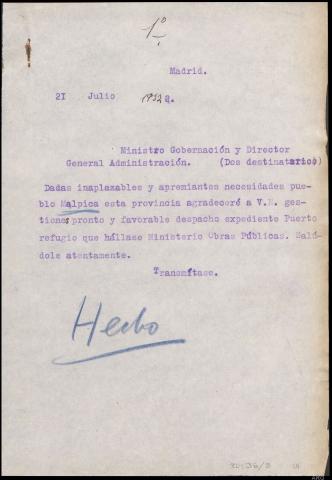 1º
Madrid.
21 Julio 1932.
Ministro Gobernación y Director
General Administración. (Dos destinatarios)
Dadas inaplazables y apremiantes necesidades pue-
blo Malpica esta provincia agradeceré a V.E. ges-
tiones pronto y favorable despacho expediente Puerto
refugio que hállase Ministerio Obras Públicas. Salú-
dole atentamente.
Transmítase.
Hecho